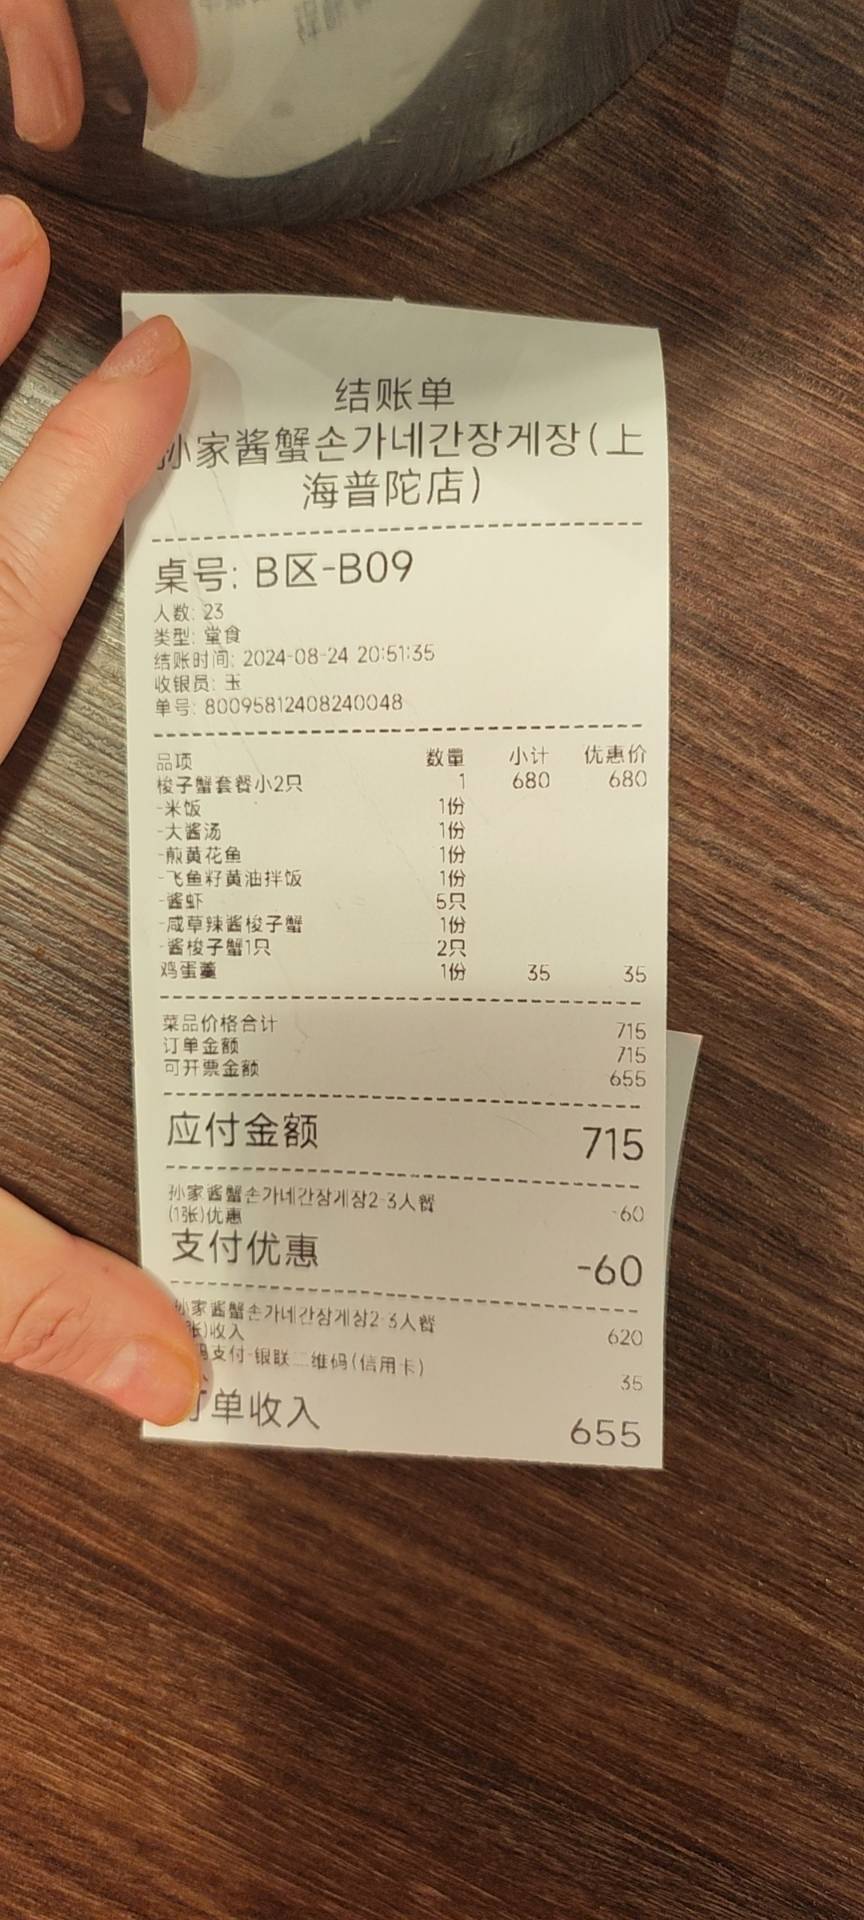 结账单
孙家酱蟹손가네간장게장(上
海普陀店)
桌号: B区-B09
人数: 23
类型: 堂食
结账时间: 2024-08-24 20:51:35
收银员: 玉
单号: 80095812408240048
品项 数量 小计 优惠价
梭子蟹套餐小2只 1 680 680
-米饭 1份
-大酱汤 1份
-煎黄花鱼 1份
-飞鱼籽黄油拌饭 1份
-酱虾 5只
-咸草辣酱梭子蟹 1份
-酱梭子蟹1只 2只
鸡蛋羹 1份 35 35
菜品价格合计 715
订单金额 715
可开票金额 655
应付金额 715
孙家酱蟹손가네간장게장2-3人餐
(1张)优惠 -60
支付优惠 -60
孙家酱蟹손가네간장게장2-3人餐
张)收入 620
码支付-银联二维码(信用卡)
35
订单收入 655